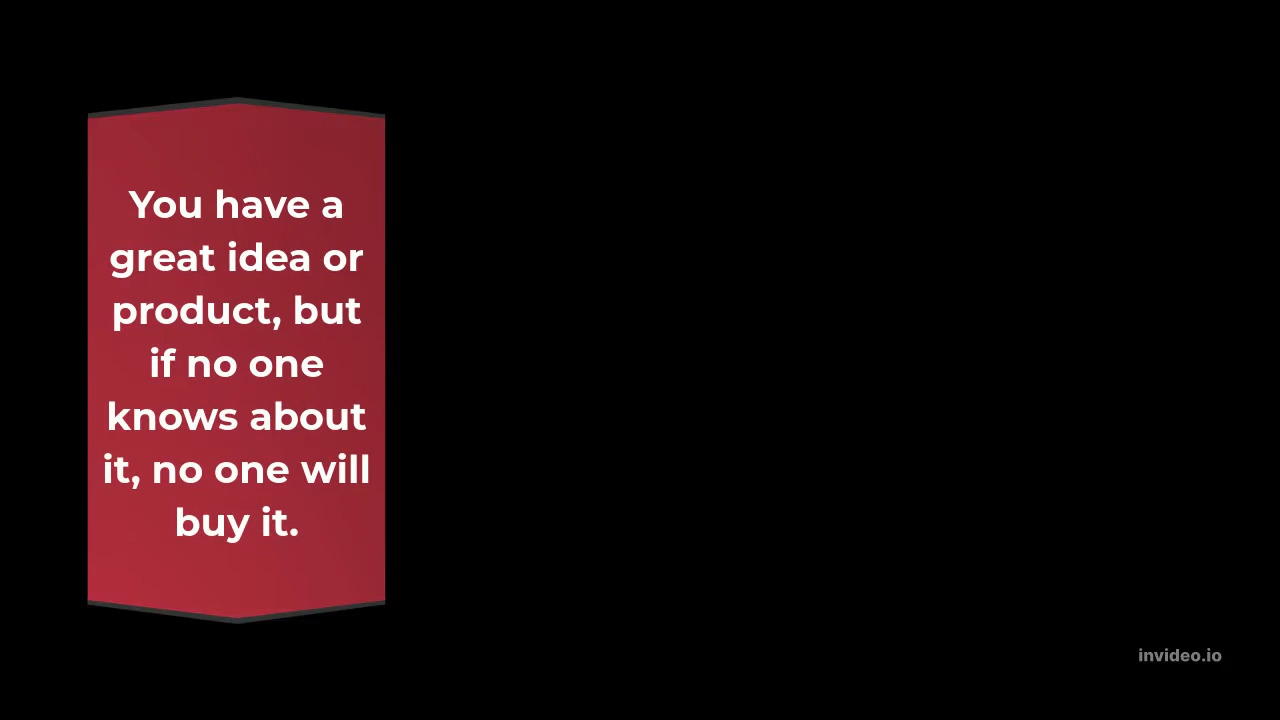 You have a
great idea or
product, but
if no one
knows about
it, no one will
buy it.
invideo.io